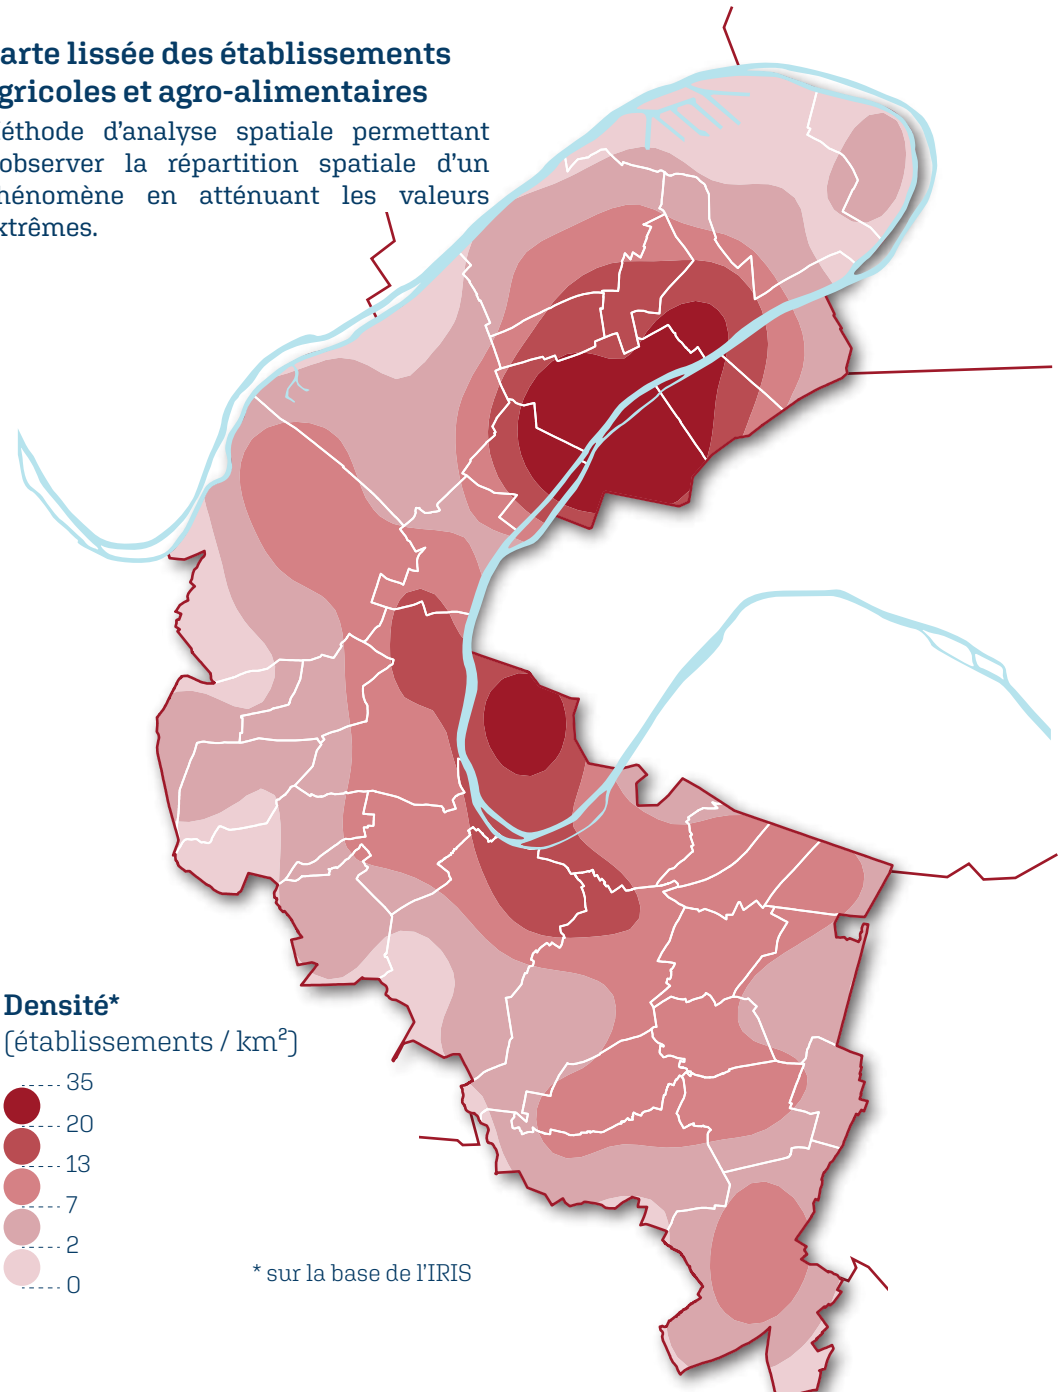 arte lissée des établissements
gricoles et agro-alimentaires
éthode d'analyse spatiale permettant
observer la répartition spatiale d'un
hénomène en atténuant les valeurs
xtrêmes.
Densité*
(établissements / km²)
35
20
13
7
2
0
* sur la base de l'IRIS